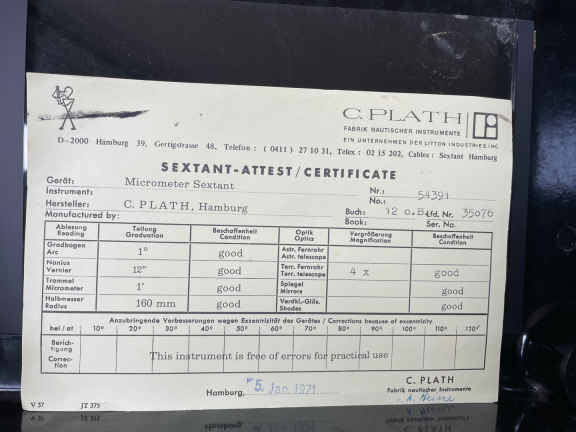 C. PLATH
FABRIK NAUTISCHER INSTRUMENTE
EIN UNTERNEHMEN DER LITTON INDUSTRIES, INC.
D-2000 Hamburg 39, Gertigstrasse 48, Telefon: (0411) 27 10 31, Telex: 02 15 202, Cables: Sextant Hamburg
SEXTANT-ATTEST/CERTIFICATE
Gerät:
Instrument: Micrometer Sextant
Nr.:
No.: 54391
Hersteller: C. PLATH, Hamburg
Manufactured by:
Buch: 12 C.B. Lfd. Nr. 35076
Book: Ser. No.
Ablesung Teilung Beschaffenheit Optik Vergrößerung Beschaffenheit
Reading Graduation Condition Optics Magnification Condition
Gradbogen Astr. Fernrohr
Arc 1° good Astr. telescope
Nonius Terr. Fernrohr
Vernier 12" good Terr. telescope 4 x good
Trommel Spiegel
Micrometer 1' good Mirrors good
Halbmesser Verdkl.-Gläs.
Radius 160 mm good Shades good
Anzubringende Verbesserungen wegen Exzentrizität des Gerätes / Corrections because of excentricity
bei / at 10° 20° 30° 40° 50° 60° 70° 80° 90° 100° 110° 120°
Berich-
tigung
Correc-
tion
This instrument is free of errors for practical use
Hamburg, 5. Jan. 1971
C. PLATH
Fabrik nautischer Instrumente
V 57 JT 375